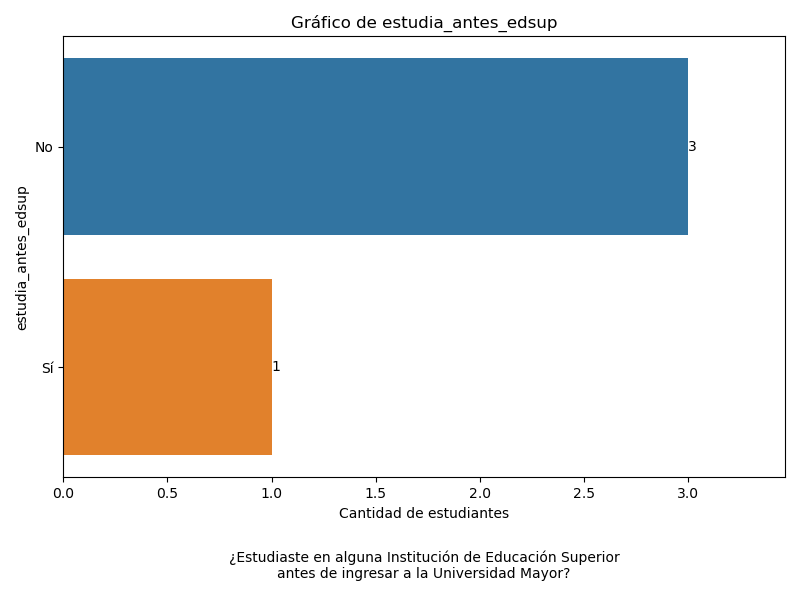 Gráfico de estudia_antes_edsup
No
3
estudia_antes_edsup
Sí
1
0.0 0.5 1.0 1.5 2.0 2.5 3.0
Cantidad de estudiantes
¿Estudiaste en alguna Institución de Educación Superior
antes de ingresar a la Universidad Mayor?